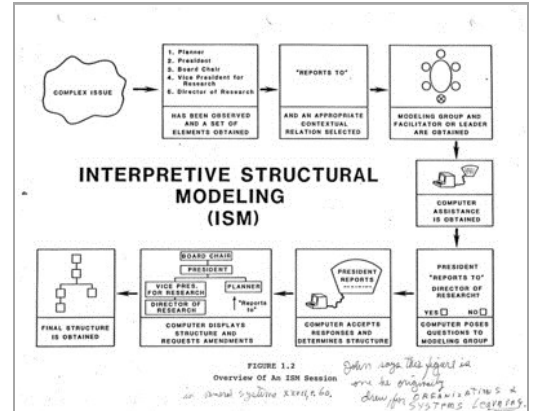 COMPLEX ISSUE
1. Planner
2. President
3. Board Chair
4. Vice President for
Research
5. Director of Research
HAS BEEN OBSERVED
AND A SET OF
ELEMENTS OBTAINED
"REPORTS TO"
AND AN APPROPRIATE
CONTEXTUAL
RELATION SELECTED
MODELING GROUP AND
FACILITATOR OR LEADER
ARE OBTAINED
INTERPRETIVE STRUCTURAL
MODELING
(ISM)
COMPUTER
ASSISTANCE
IS OBTAINED
PRESIDENT
"REPORTS TO"
DIRECTOR OF
RESEARCH?
YES NO
COMPUTER POSES
QUESTIONS TO
MODELING GROUP
PRESIDENT
REPORTS
COMPUTER ACCEPTS
RESPONSES AND
DETERMINES STRUCTURE
BOARD CHAIR
PRESIDENT
VICE PRES.
FOR RESEARCH
PLANNER
DIRECTOR OF
RESEARCH
"Reports
to"
COMPUTER DISPLAYS
STRUCTURE AND
REQUESTS AMENDMENTS
FINAL STRUCTURE
IS OBTAINED
FIGURE 1.2
Overview Of An ISM Session
John says this figure is
one he originally
drew for ORGANIZATIONS &
SYSTEMS